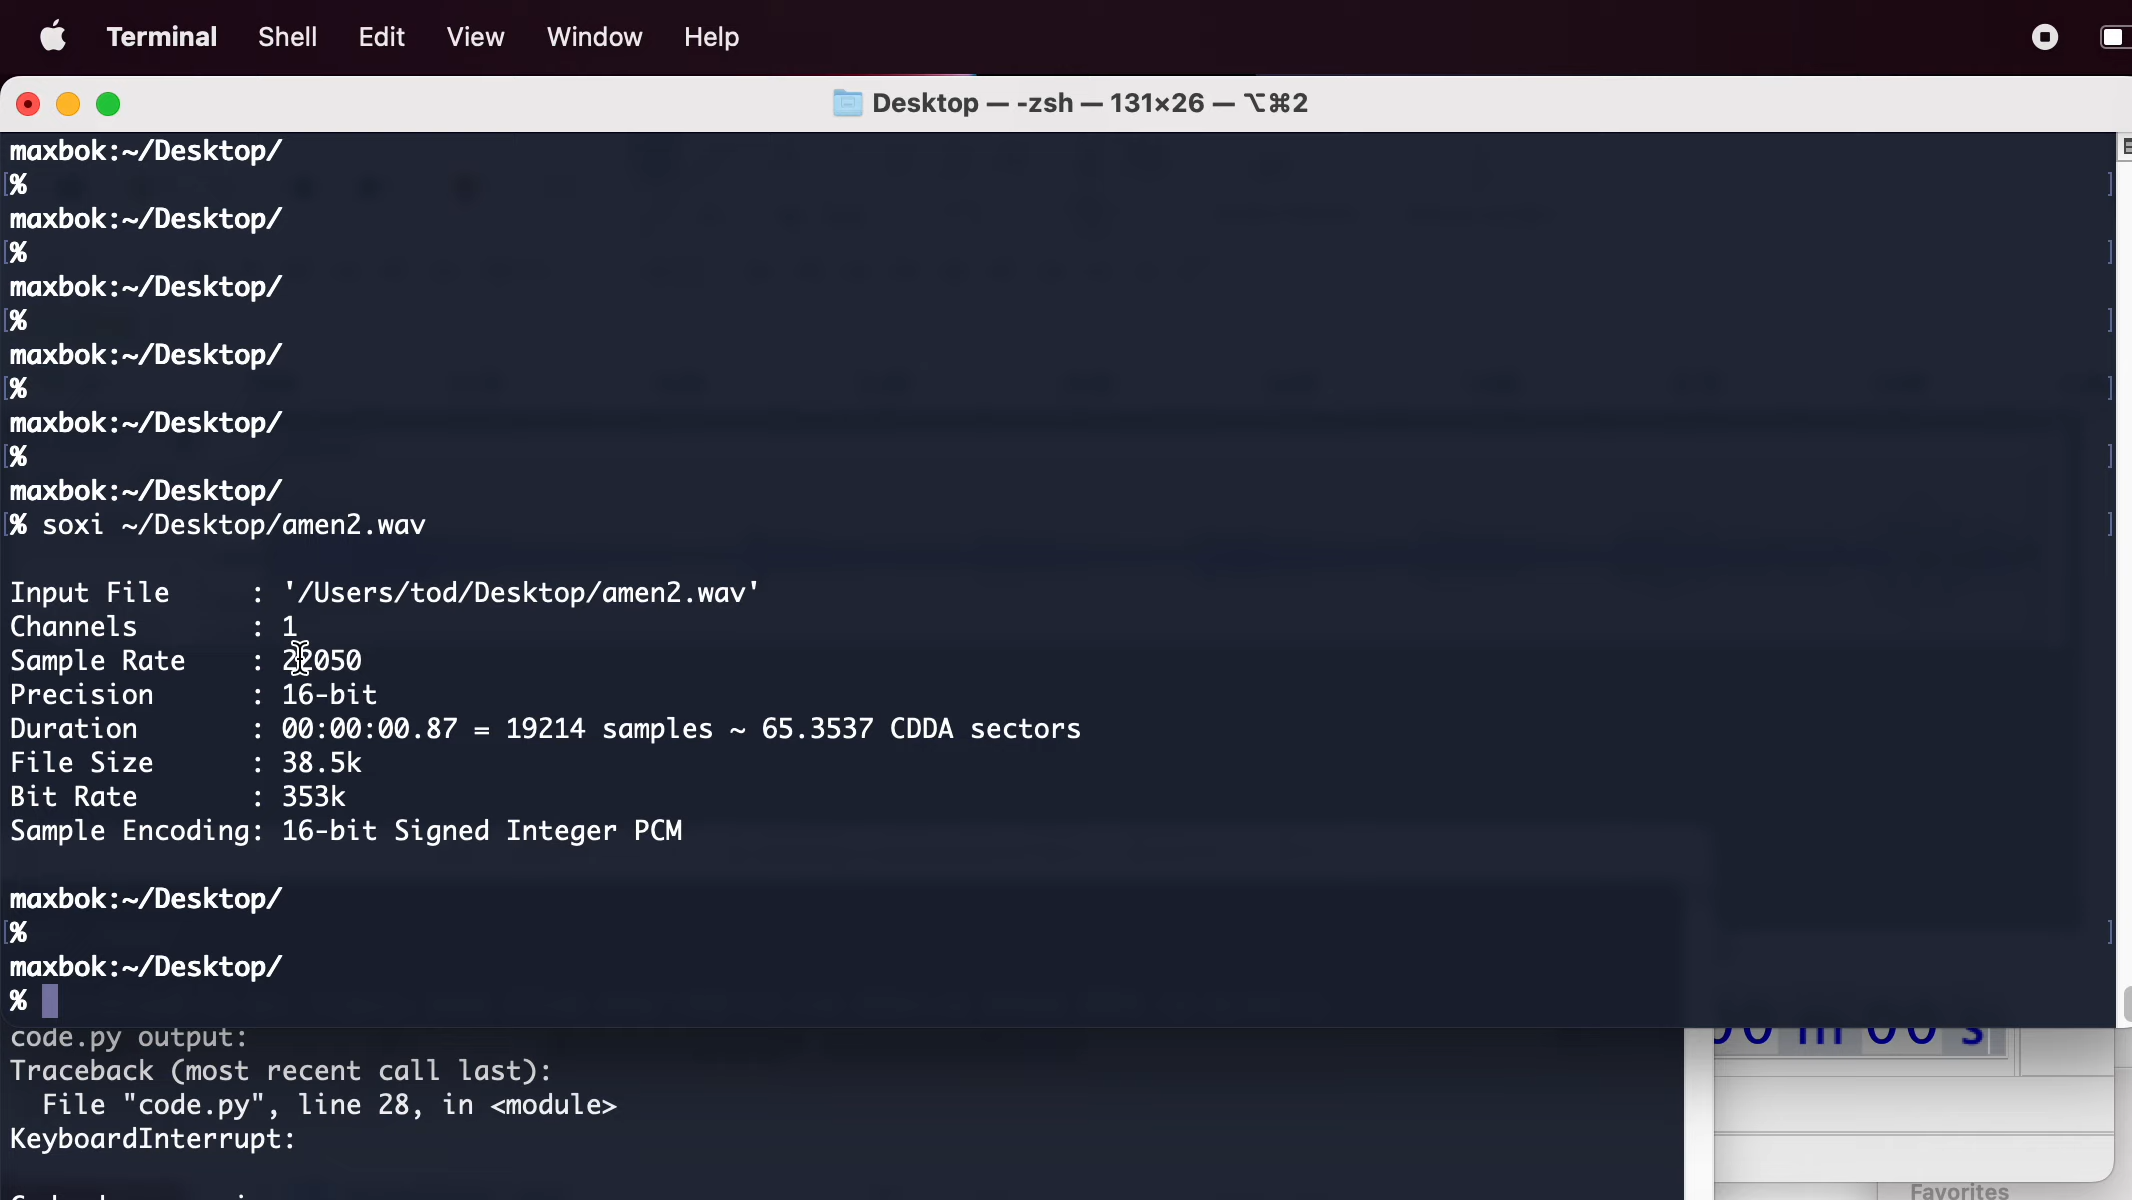 Terminal Shell Edit View Window Help
Desktop — -zsh — 131×26 — ⌥⌘2
maxbok:~/Desktop/
[% ]
maxbok:~/Desktop/
[% ]
maxbok:~/Desktop/
[% ]
maxbok:~/Desktop/
[% ]
maxbok:~/Desktop/
[% ]
maxbok:~/Desktop/
[% soxi ~/Desktop/amen2.wav ]
Input File     : '/Users/tod/Desktop/amen2.wav'
Channels       : 1
Sample Rate    : 22050
Precision      : 16-bit
Duration       : 00:00:00.87 = 19214 samples ~ 65.3537 CDDA sectors
File Size      : 38.5k
Bit Rate       : 353k
Sample Encoding: 16-bit Signed Integer PCM
maxbok:~/Desktop/
[% ]
maxbok:~/Desktop/
%
code.py output:
Traceback (most recent call last):
  File "code.py", line 28, in <module>
KeyboardInterrupt:
00 m 00 s
Favorites